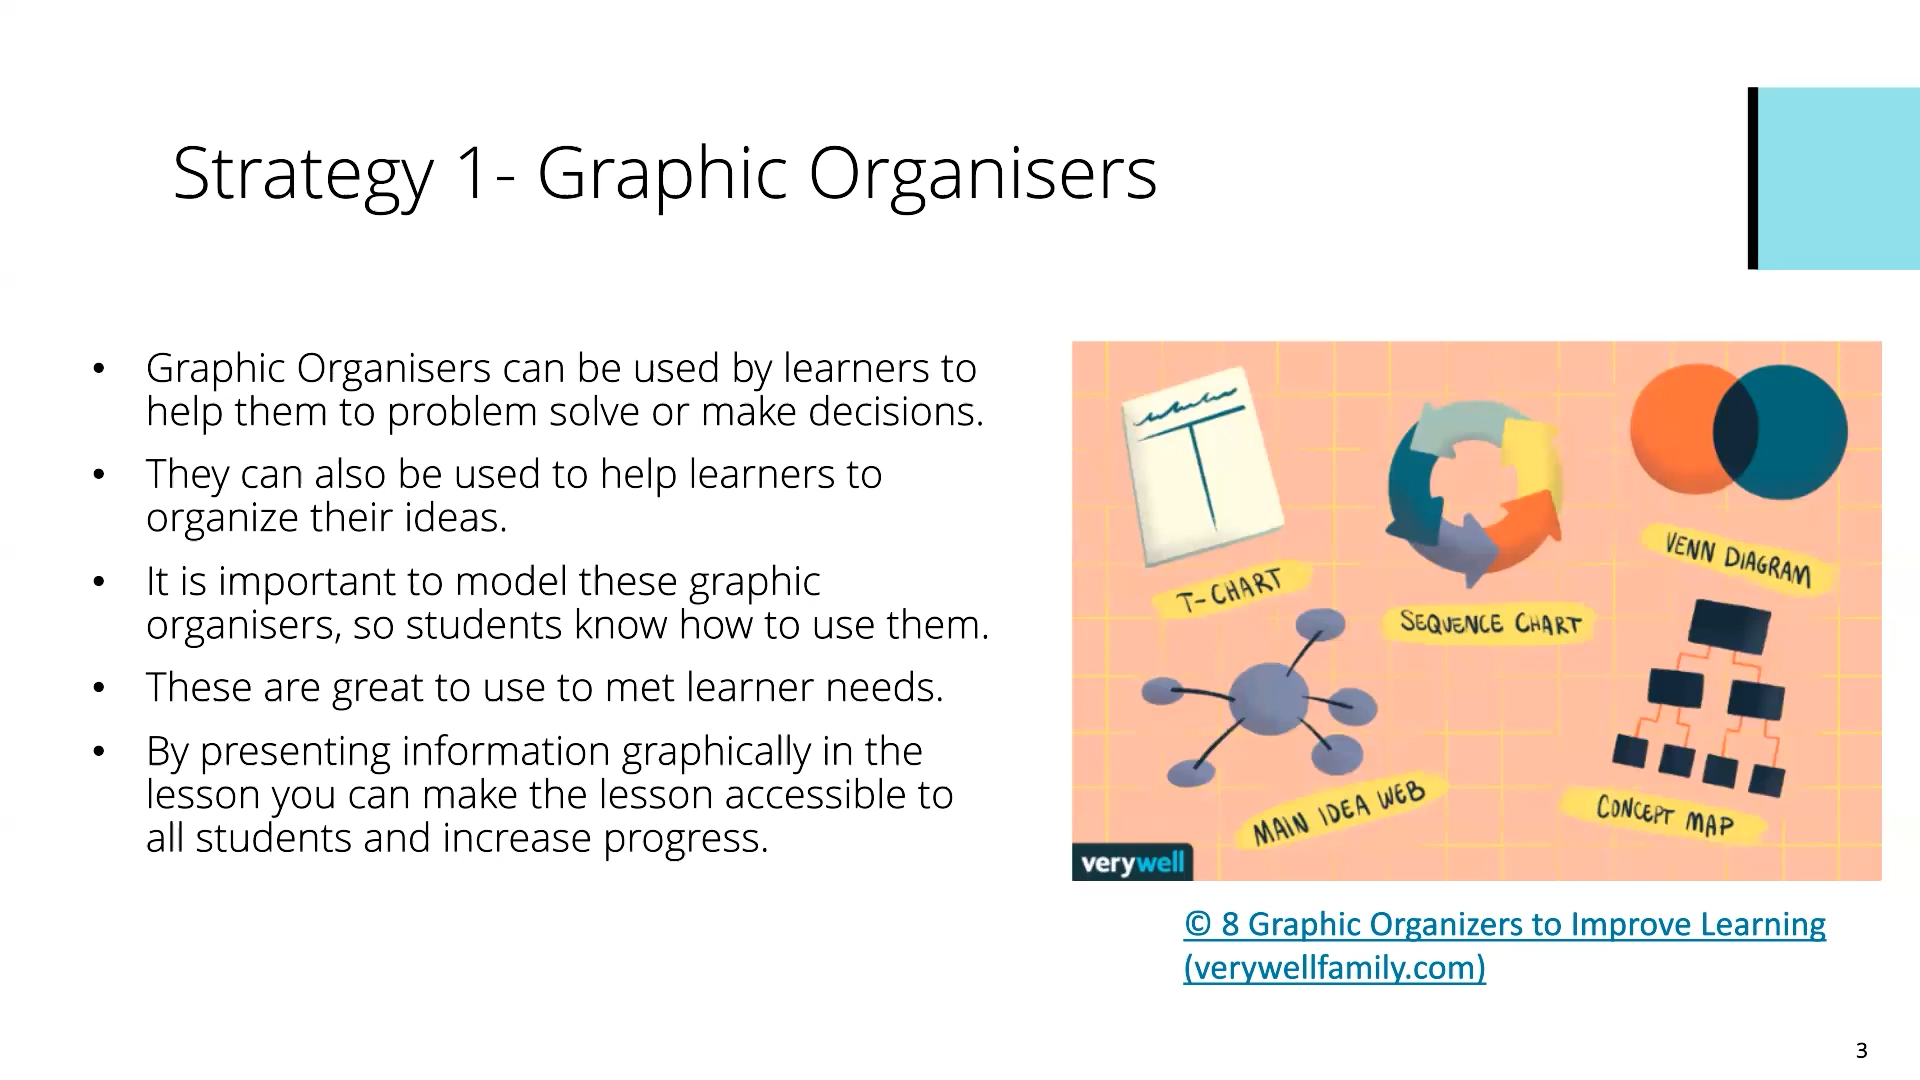 Strategy 1- Graphic Organisers
• Graphic Organisers can be used by learners to
help them to problem solve or make decisions.
• They can also be used to help learners to
organize their ideas.
• It is important to model these graphic
organisers, so students know how to use them.
• These are great to use to met learner needs.
• By presenting information graphically in the
lesson you can make the lesson accessible to
all students and increase progress.
T-CHART
SEQUENCE CHART
VENN DIAGRAM
MAIN IDEA WEB
CONCEPT MAP
verywell
© 8 Graphic Organizers to Improve Learning
(verywellfamily.com)
3